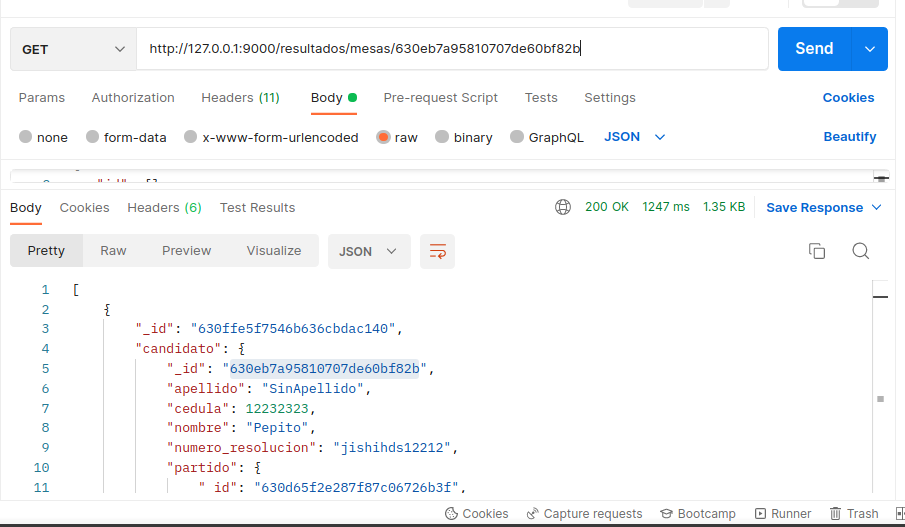 GET http://127.0.0.1:9000/resultados/mesas/630eb7a95810707de60bf82b Send
Params Authorization Headers (11) Body Pre-request Script Tests Settings Cookies
none form-data x-www-form-urlencoded raw binary GraphQL JSON Beautify
Body Cookies Headers (6) Test Results 200 OK 1247 ms 1.35 KB Save Response
Pretty Raw Preview Visualize JSON
1 [
2 {
3 "_id": "630ffe5f7546b636cbdac140",
4 "candidato": {
5 "_id": "630eb7a95810707de60bf82b",
6 "apellido": "SinApellido",
7 "cedula": 12232323,
8 "nombre": "Pepito",
9 "numero_resolucion": "jishihds12212",
10 "partido": {
11 "_id": "630d65f2e287f87c06726b3f",
Cookies Capture requests Bootcamp Runner Trash